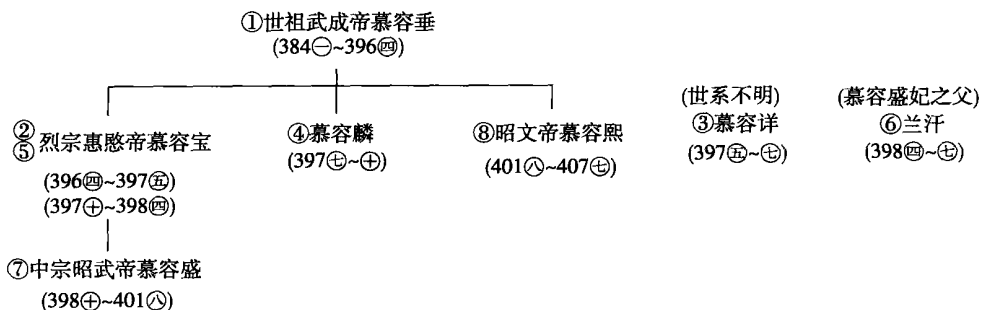 ①世祖武成帝慕容垂
(384㊀~396㊃)
②
⑤
烈宗惠愍帝慕容宝
(396㊃~397㊄)
(397㊉~398㊃)
④慕容麟
(397㊆~㊉)
⑧昭文帝慕容熙
(401㊇~407㊆)
(世系不明)
③慕容详
(397㊄~㊆)
(慕容盛妃之父)
⑥兰汗
(398㊃~㊆)
⑦中宗昭武帝慕容盛
(398㊉~401㊇)